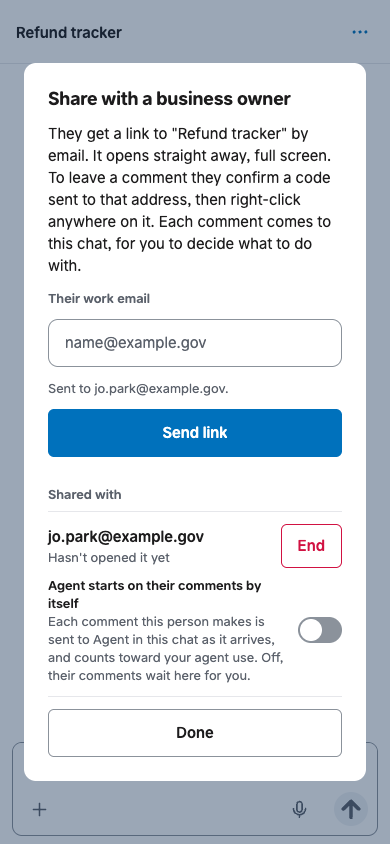 Refund tracker
Share with a business owner
They get a link to "Refund tracker" by
email. It opens straight away, full screen.
To leave a comment they confirm a code
sent to that address, then right-click
anywhere on it. Each comment comes to
this chat, for you to decide what to do
with.
Their work email
name@example.gov
Sent to jo.park@example.gov.
Send link
Shared with
jo.park@example.gov
Hasn't opened it yet
End
Agent starts on their comments by
itself
Each comment this person makes is
sent to Agent in this chat as it arrives,
and counts toward your agent use. Off,
their comments wait here for you.
Done